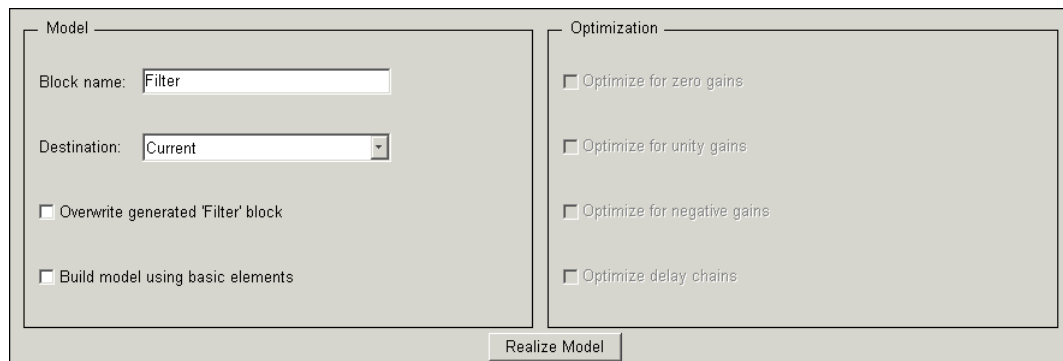 Model
Block name: Filter
Destination: Current
Overwrite generated 'Filter' block
Build model using basic elements
Optimization
Optimize for zero gains
Optimize for unity gains
Optimize for negative gains
Optimize delay chains
Realize Model